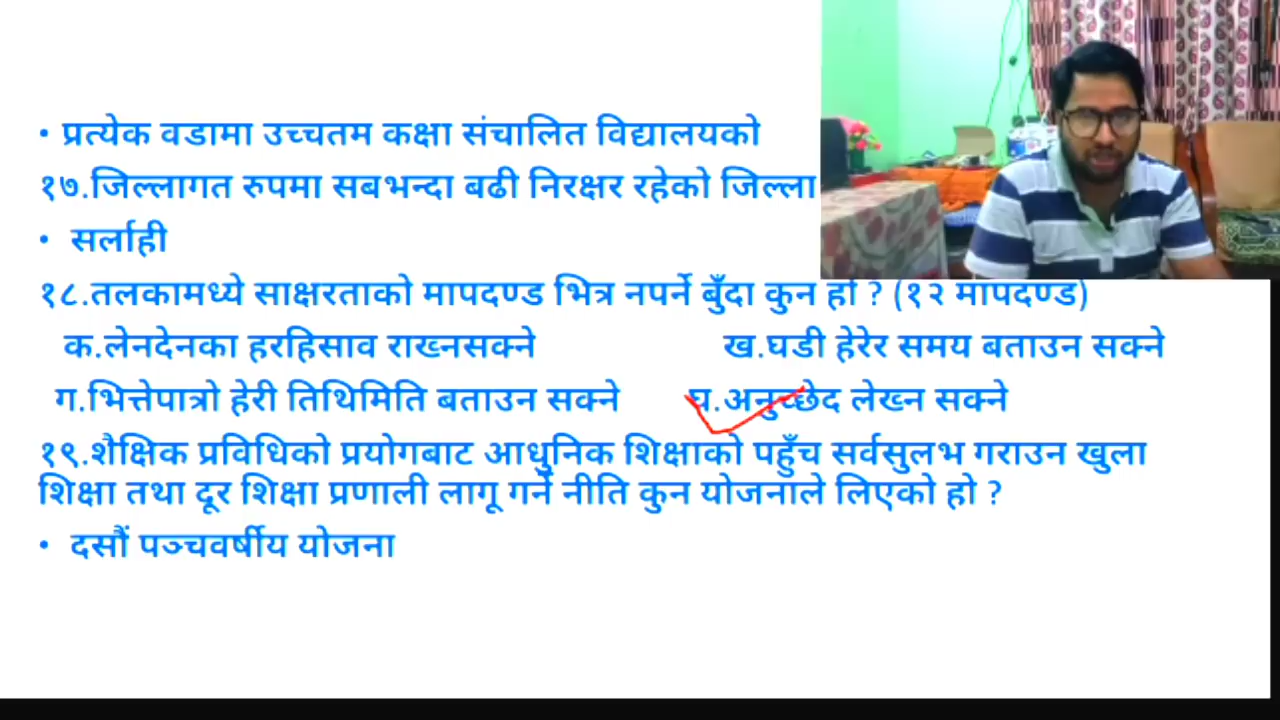 • प्रत्येक वडामा उच्चतम कक्षा संचालित विद्यालयको
१७.जिल्लागत रुपमा सबभन्दा बढी निरक्षर रहेको जिल्ला
• सर्लाही
१८.तलकामध्ये साक्षरताको मापदण्ड भित्र नपर्ने बुँदा कुन हो ? (१२ मापदण्ड)
क.लेनदेनका हरहिसाव राख्नसक्ने ख.घडी हेरेर समय बताउन सक्ने
ग.भित्तेपात्रो हेरी तिथिमिति बताउन सक्ने घ.अनुच्छेद लेख्न सक्ने
१९.शैक्षिक प्रविधिको प्रयोगबाट आधुनिक शिक्षाको पहुँच सर्वसुलभ गराउन खुला
शिक्षा तथा दूर शिक्षा प्रणाली लागू गर्ने नीति कुन योजनाले लिएको हो ?
• दसौं पञ्चवर्षीय योजना